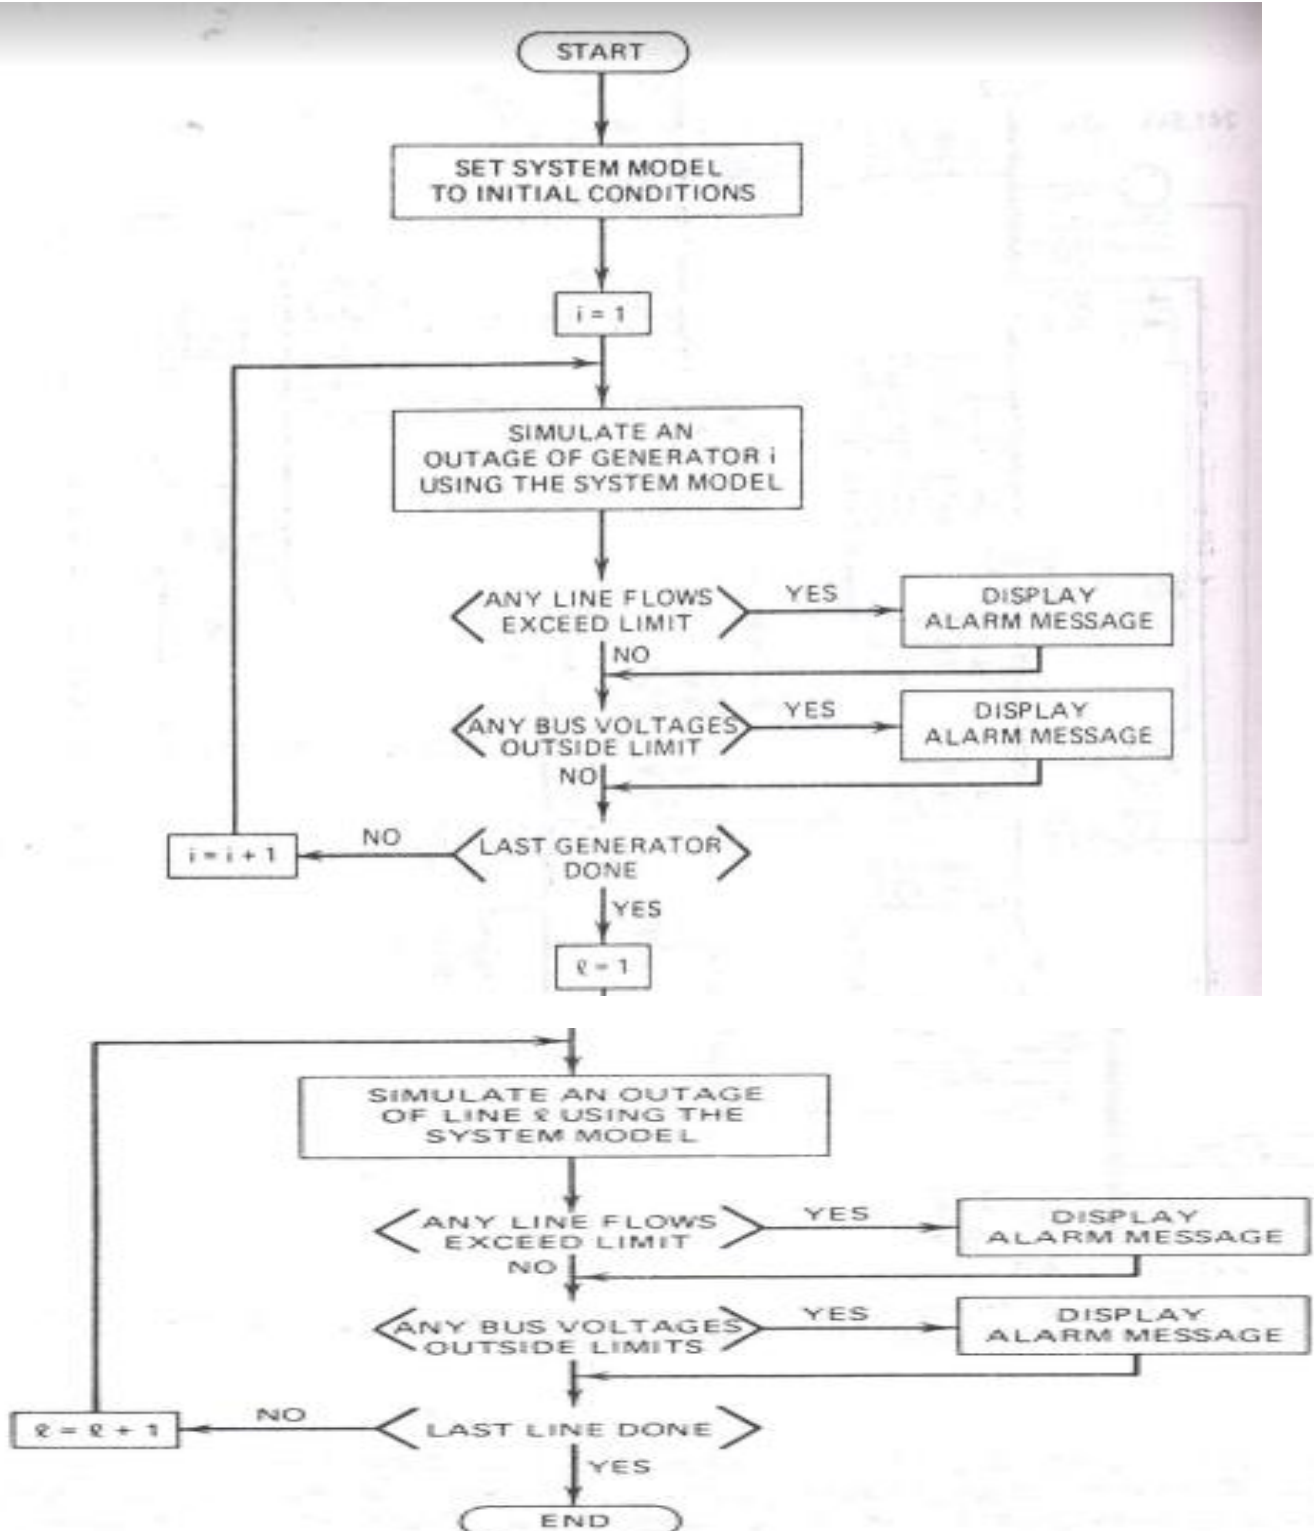 START
SET SYSTEM MODEL
TO INITIAL CONDITIONS
i = 1
SIMULATE AN
OUTAGE OF GENERATOR i
USING THE SYSTEM MODEL
ANY LINE FLOWS
EXCEED LIMIT
YES
DISPLAY
ALARM MESSAGE
NO
ANY BUS VOLTAGES
OUTSIDE LIMIT
YES
DISPLAY
ALARM MESSAGE
NO
LAST GENERATOR
DONE
NO
i = i + 1
YES
ℓ = 1
SIMULATE AN OUTAGE
OF LINE ℓ USING THE
SYSTEM MODEL
ANY LINE FLOWS
EXCEED LIMIT
YES
DISPLAY
ALARM MESSAGE
NO
ANY BUS VOLTAGES
OUTSIDE LIMITS
YES
DISPLAY
ALARM MESSAGE
LAST LINE DONE
NO
ℓ = ℓ + 1
YES
END